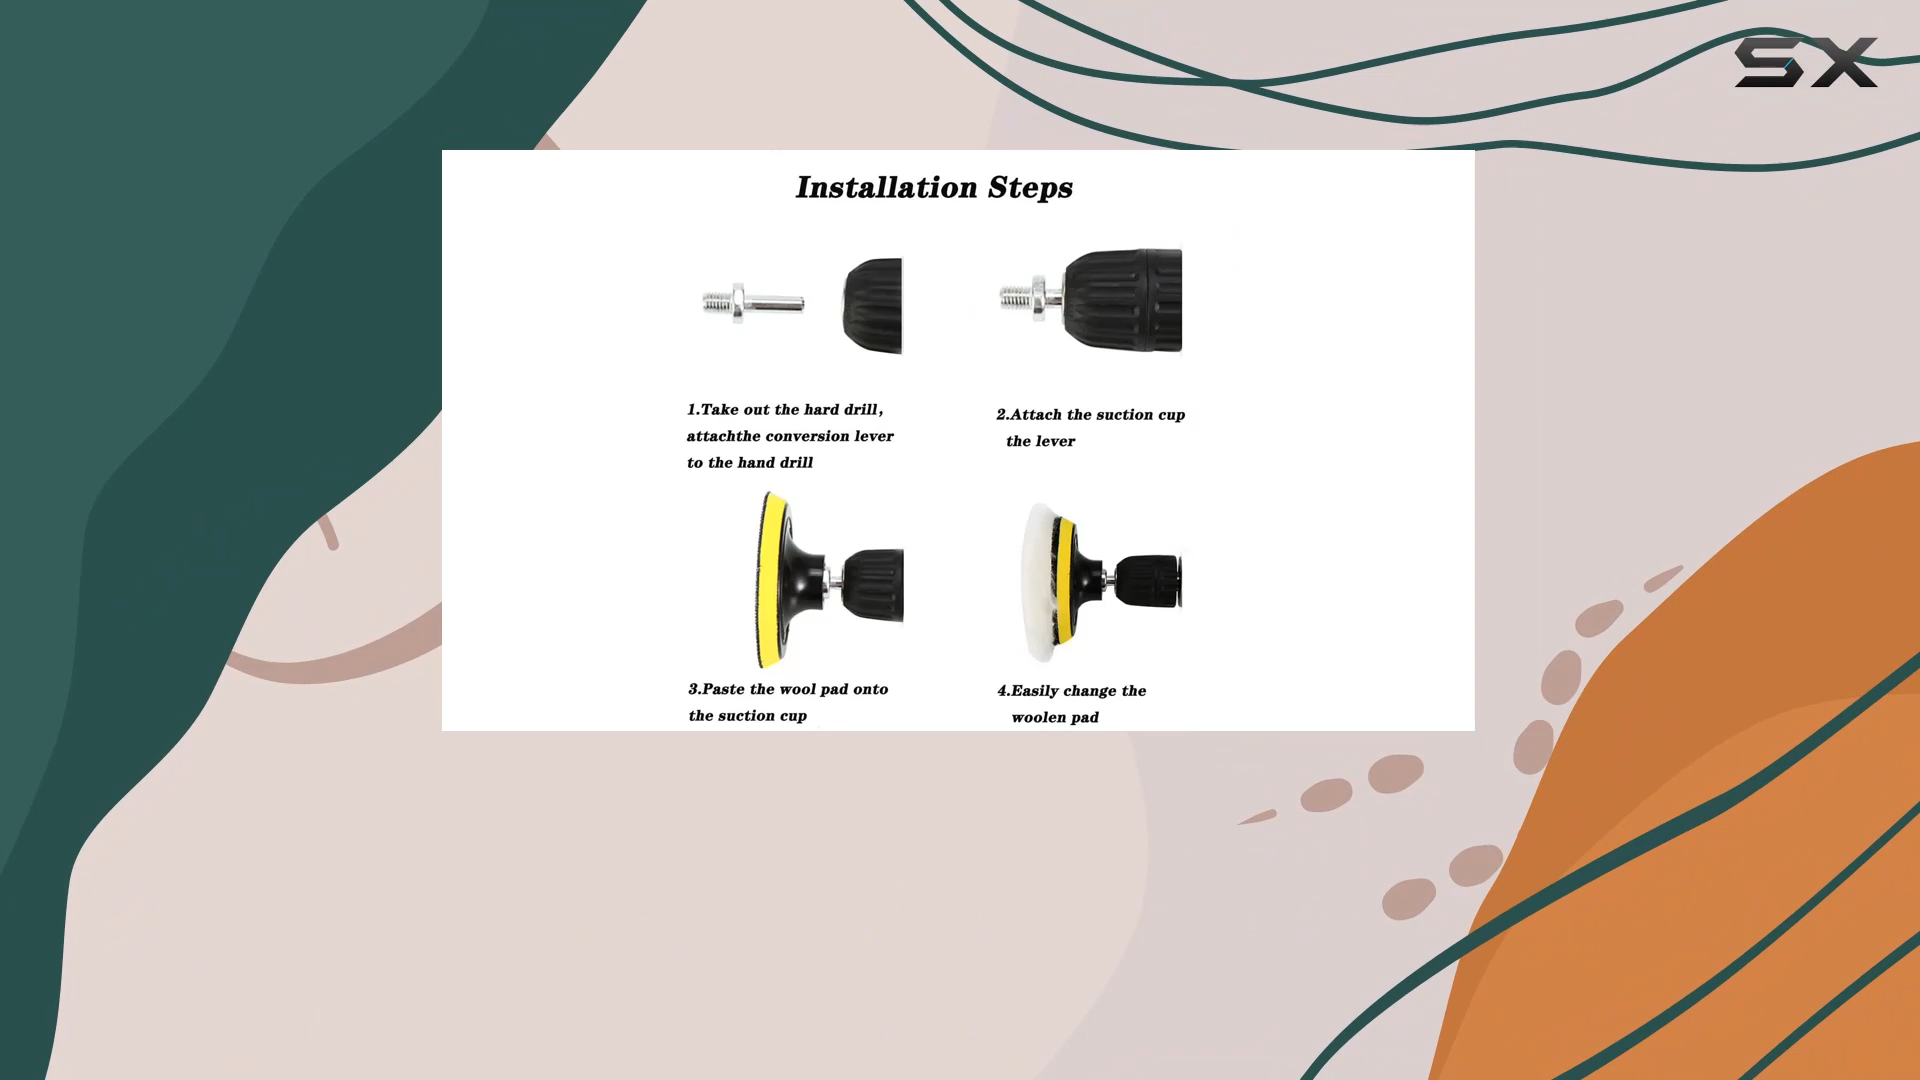 SX
Installation Steps
1.Take out the hard drill,
attachthe conversion lever
to the hand drill
2.Attach the suction cup
the lever
3.Paste the wool pad onto
the suction cup
4.Easily change the
woolen pad